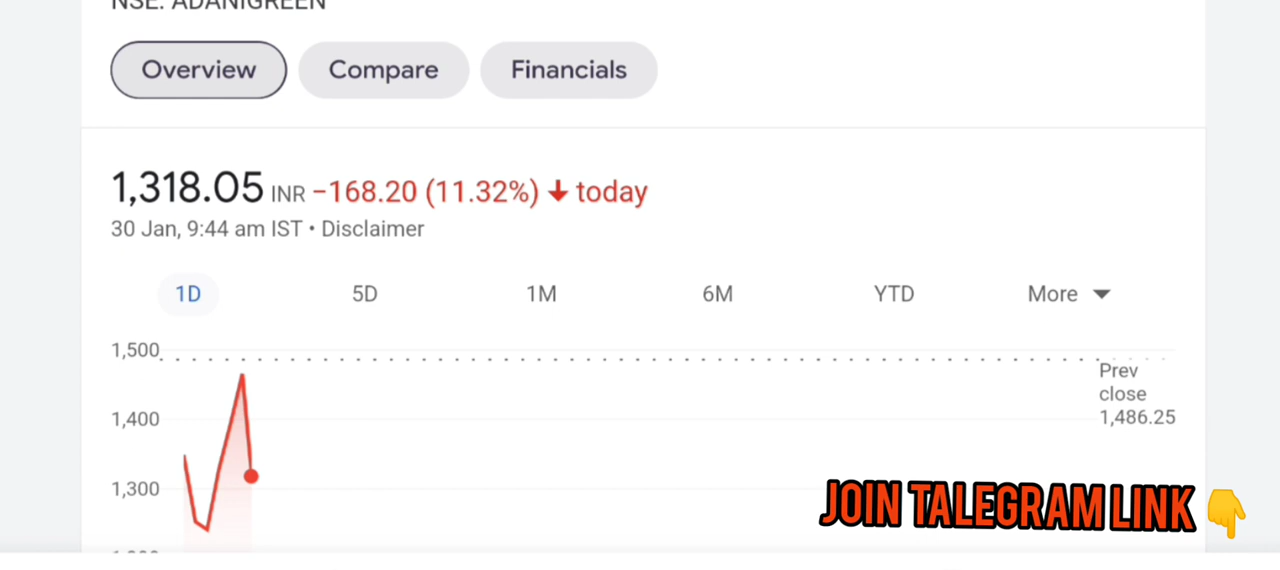 NSE: ADANIGREEN
Overview Compare Financials
1,318.05 INR −168.20 (11.32%) ↓ today
30 Jan, 9:44 am IST • Disclaimer
1D 5D 1M 6M YTD More
1,500
Prev
close
1,486.25
1,400
1,300
JOIN TALEGRAM LINK 👇